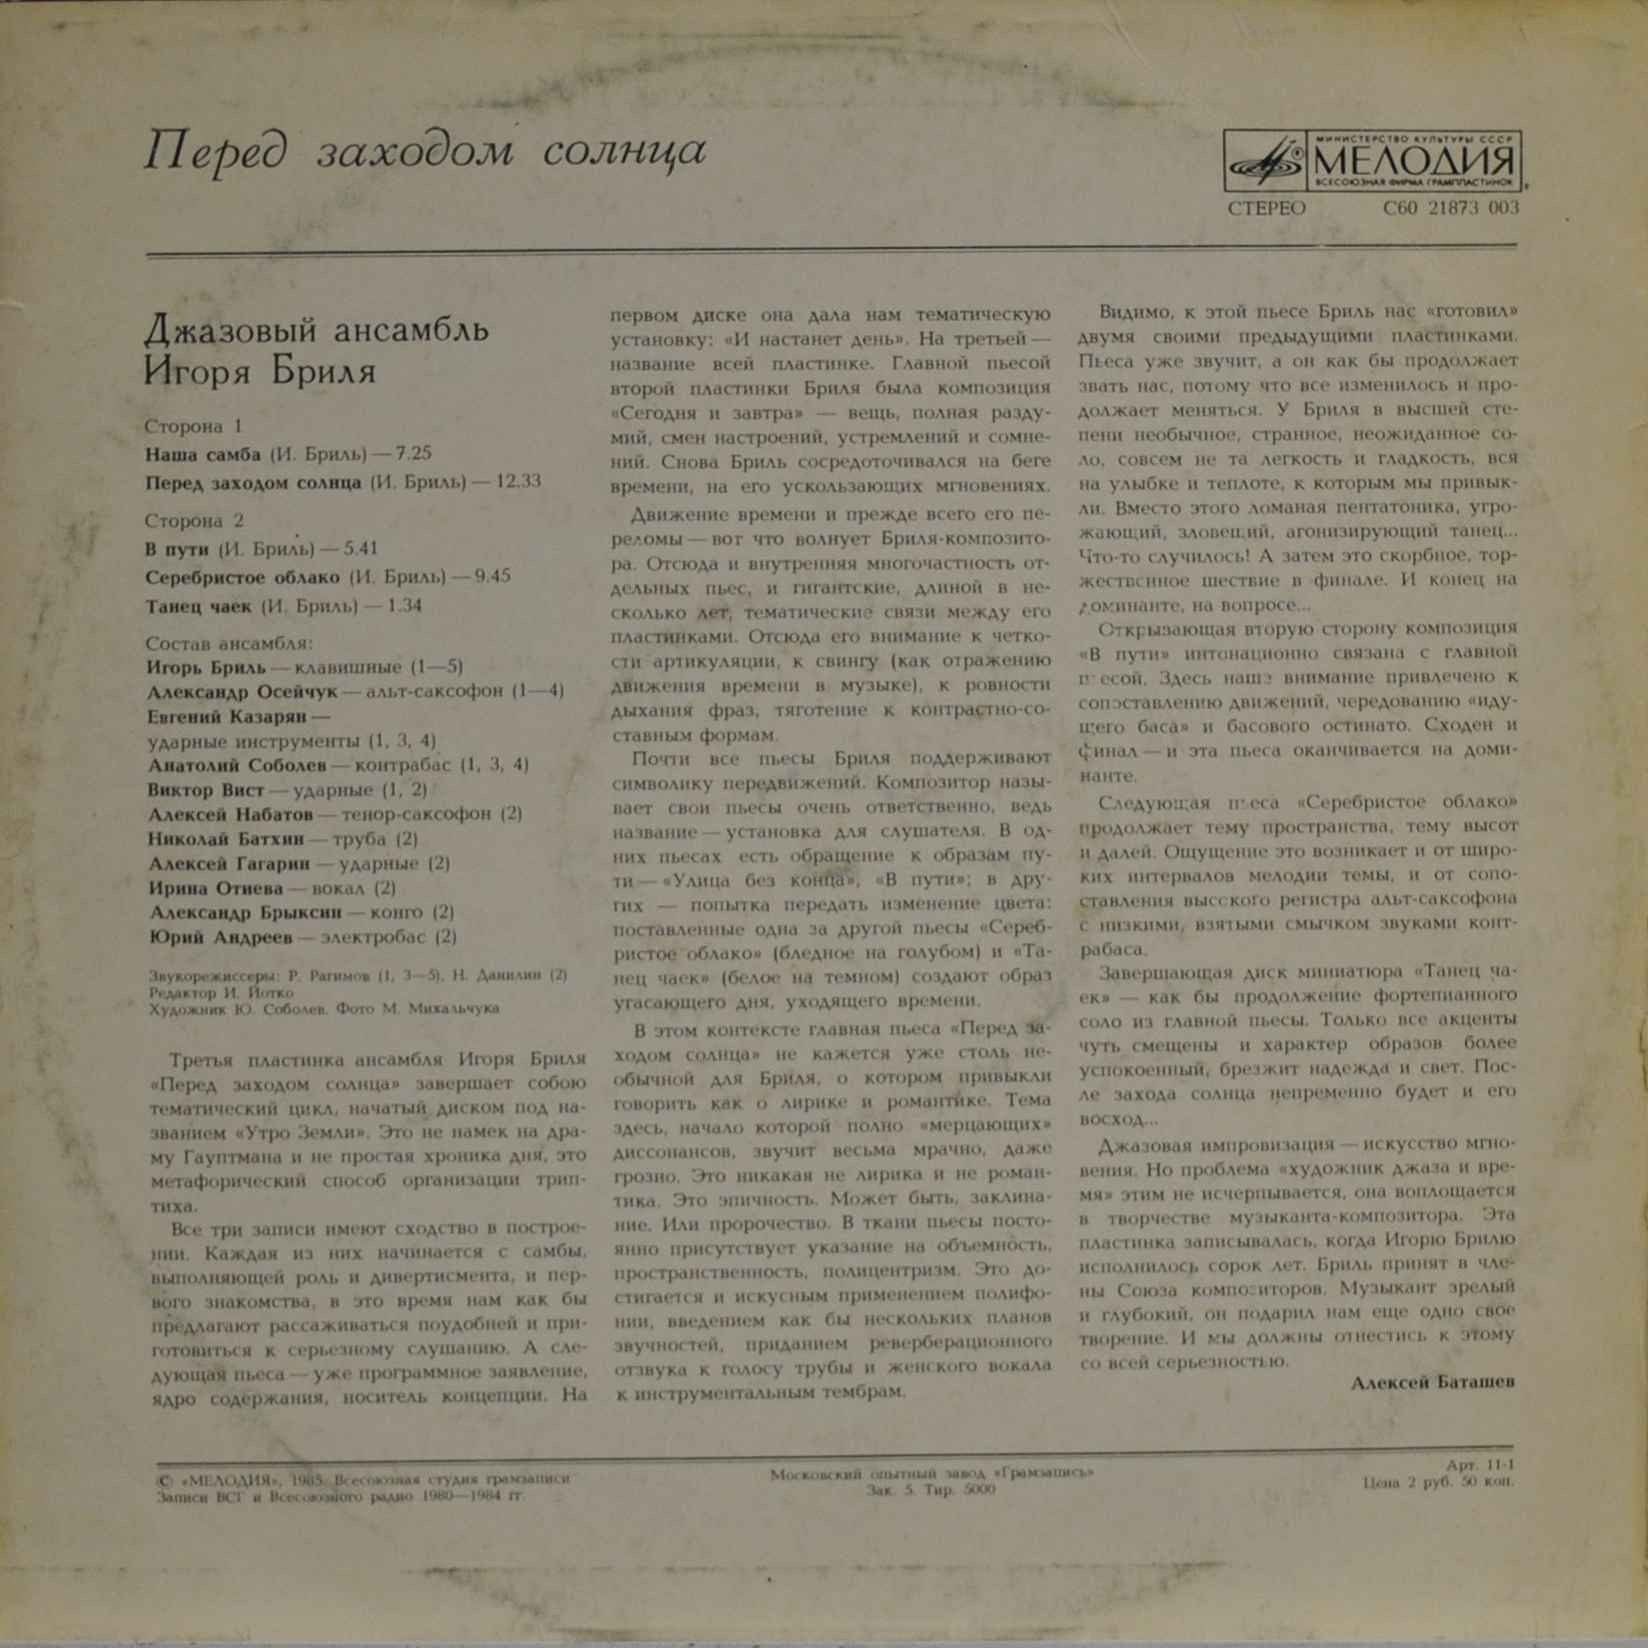 Перед заходом солнца
МИНИСТЕРСТВО КУЛЬТУРЫ СССР
МЕЛОДИЯ
ВСЕСОЮЗНАЯ ФИРМА ГРАМПЛАСТИНОК
СТЕРЕО С60 21873 003
Джазовый ансамбль
Игоря Бриля
Сторона 1
Наша самба (И. Бриль) — 7.25
Перед заходом солнца (И. Бриль) — 12.33
Сторона 2
В пути (И. Бриль) — 5.41
Серебристое облако (И. Бриль) — 9.45
Танец чаек (И. Бриль) — 1.34
Состав ансамбля:
Игорь Бриль — клавишные (1—5)
Александр Осейчук — альт-саксофон (1—4)
Евгений Казарян —
ударные инструменты (1, 3, 4)
Анатолий Соболев — контрабас (1, 3, 4)
Виктор Вист — ударные (1, 2)
Алексей Набатов — тенор-саксофон (2)
Николай Батхин — труба (2)
Алексей Гагарин — ударные (2)
Ирина Отиева — вокал (2)
Александр Брыксин — конго (2)
Юрий Андреев — электробас (2)
Звукорежиссеры: Р. Рагимов (1, 3—5), Н. Данилин (2)
Редактор И. Йотко
Художник Ю. Соболев. Фото М. Михальчука
Третья пластинка ансамбля Игоря Бриля
«Перед заходом солнца» завершает собою
тематический цикл, начатый диском под на-
званием «Утро Земли». Это не намек на дра-
му Гауптмана и не простая хроника дня, это
метафорический способ организации трип-
тиха.
Все три записи имеют сходство в построе-
нии. Каждая из них начинается с самбы,
выполняющей роль и дивертисмента, и пер-
вого знакомства, в это время нам как бы
предлагают рассаживаться поудобней и при-
готовиться к серьезному слушанию. А сле-
дующая пьеса — уже программное заявление,
ядро содержания, носитель концепции. На
первом диске она дала нам тематическую
установку: «И настанет день». На третьей —
название всей пластинке. Главной пьесой
второй пластинки Бриля была композиция
«Сегодня и завтра» — вещь, полная разду-
мий, смен настроений, устремлений и сомне-
ний. Снова Бриль сосредоточивался на беге
времени, на его ускользающих мгновениях.
Движение времени и прежде всего его пе-
реломы — вот что волнует Бриля-композито-
ра. Отсюда и внутренняя многочастность от-
дельных пьес, и гигантские, длиной в не-
сколько лет, тематические связи между его
пластинками. Отсюда его внимание к четко-
сти артикуляции, к свингу (как отражению
движения времени в музыке), к ровности
дыхания фраз, тяготение к контрастно-со-
ставным формам.
Почти все пьесы Бриля поддерживают
символику передвижений. Композитор назы-
вает свои пьесы очень ответственно, ведь
название — установка для слушателя. В од-
них пьесах есть обращение к образам пу-
ти — «Улица без конца», «В пути»; в дру-
гих — попытка передать изменение цвета:
поставленные одна за другой пьесы «Сереб-
ристое облако» (бледное на голубом) и «Та-
нец чаек» (белое на темном) создают образ
угасающего дня, уходящего времени.
В этом контексте главная пьеса «Перед за-
ходом солнца» не кажется уже столь не-
обычной для Бриля, о котором привыкли
говорить как о лирике и романтике. Тема
здесь, начало которой полно «мерцающих»
диссонансов, звучит весьма мрачно, даже
грозно. Это никакая не лирика и не роман-
тика. Это эпичность. Может быть, заклина-
ние. Или пророчество. В ткани пьесы посто-
янно присутствует указание на объемность,
пространственность, полицентризм. Это до-
стигается и искусным применением полифо-
нии, введением как бы нескольких планов
звучностей, приданием реверберационного
отзвука к голосу трубы и женского вокала
к инструментальным тембрам.
Видимо, к этой пьесе Бриль нас «готовил»
двумя своими предыдущими пластинками.
Пьеса уже звучит, а он как бы продолжает
звать нас, потому что все изменилось и про-
должает меняться. У Бриля в высшей сте-
пени необычное, странное, неожиданное со-
ло, совсем не та легкость и гладкость, вся
на улыбке и теплоте, к которым мы привык-
ли. Вместо этого ломаная пентатоника, угро-
жающий, зловещий, агонизирующий танец...
Что-то случилось! А затем это скорбное, тор-
жественное шествие в финале. И конец на
доминанте, на вопросе...
Открызающая вторую сторону композиция
«В пути» интонационно связана с главной
пьесой. Здесь наше внимание привлечено к
сопоставлению движений, чередованию «иду-
щего баса» и басового остинато. Сходен и
финал — и эта пьеса оканчивается на доми-
нанте.
Следующая пьеса «Серебристое облако»
продолжает тему пространства, тему высот
и далей. Ощущение это возникает и от широ-
ких интервалов мелодии темы, и от сопо-
ставления высокого регистра альт-саксофона
с низкими, взятыми смычком звуками конт-
рабаса.
Завершающая диск миниатюра «Танец ча-
ек» — как бы продолжение фортепианного
соло из главной пьесы. Только все акценты
чуть смещены и характер образов более
успокоенный, брезжит надежда и свет. Пос-
ле захода солнца непременно будет и его
восход...
Джазовая импровизация — искусство мгно-
вения. Но проблема «художник джаза и вре-
мя» этим не исчерпывается, она воплощается
в творчестве музыканта-композитора. Эта
пластинка записывалась, когда Игорю Брилю
исполнилось сорок лет. Бриль принят в чле-
ны Союза композиторов. Музыкант зрелый
и глубокий, он подарил нам еще одно свое
творение. И мы должны отнестись к этому
со всей серьезностью.
Алексей Баташев
© «МЕЛОДИЯ», 1985. Всесоюзная студия грамзаписи
Записи ВСГ и Всесоюзного радио 1980—1984 гг.
Московский опытный завод «Грамзапись»
Зак. 5. Тир. 5000
Арт. 11-1
Цена 2 руб. 50 коп.